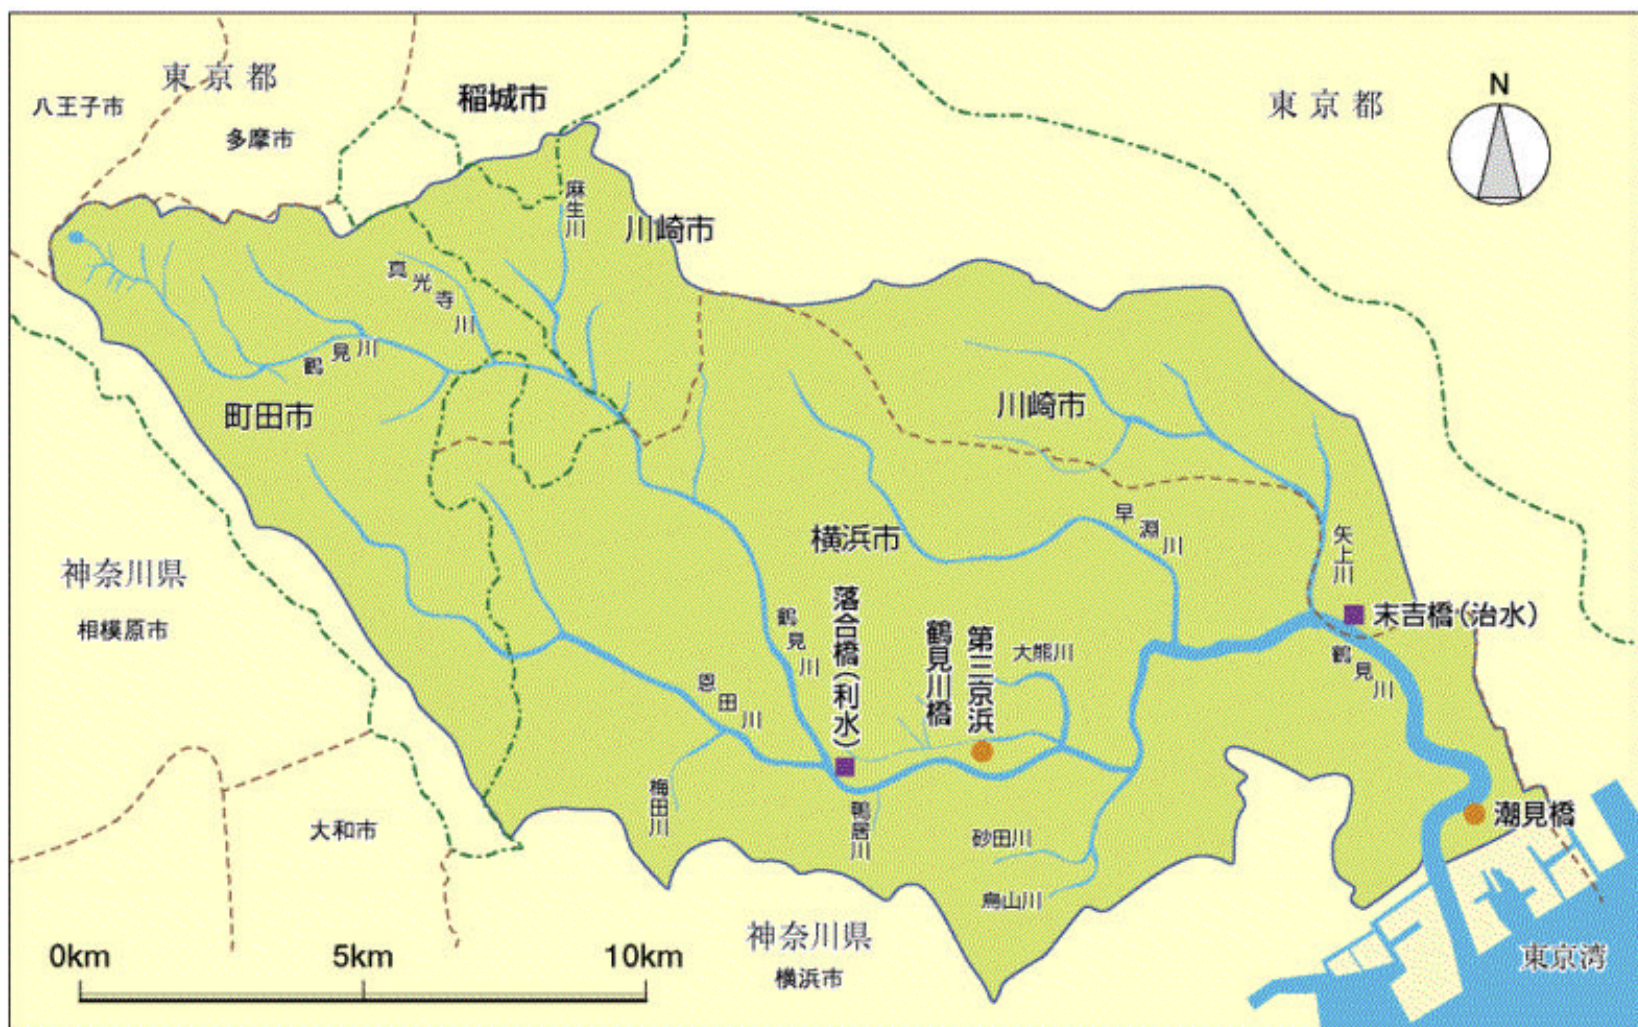 東京都
八王子市
多摩市
稲城市
東京都
N
麻生川
川崎市
真光寺川
鶴見川
町田市
川崎市
横浜市
早淵川
矢上川
神奈川県
相模原市
落合橋(利水)
鶴見川
鶴見川橋
第三京浜
大熊川
末吉橋(治水)
鶴見川
恩田川
梅田川
鴨居川
砂田川
鳥山川
潮見橋
大和市
神奈川県
横浜市
東京湾
0km 5km 10km